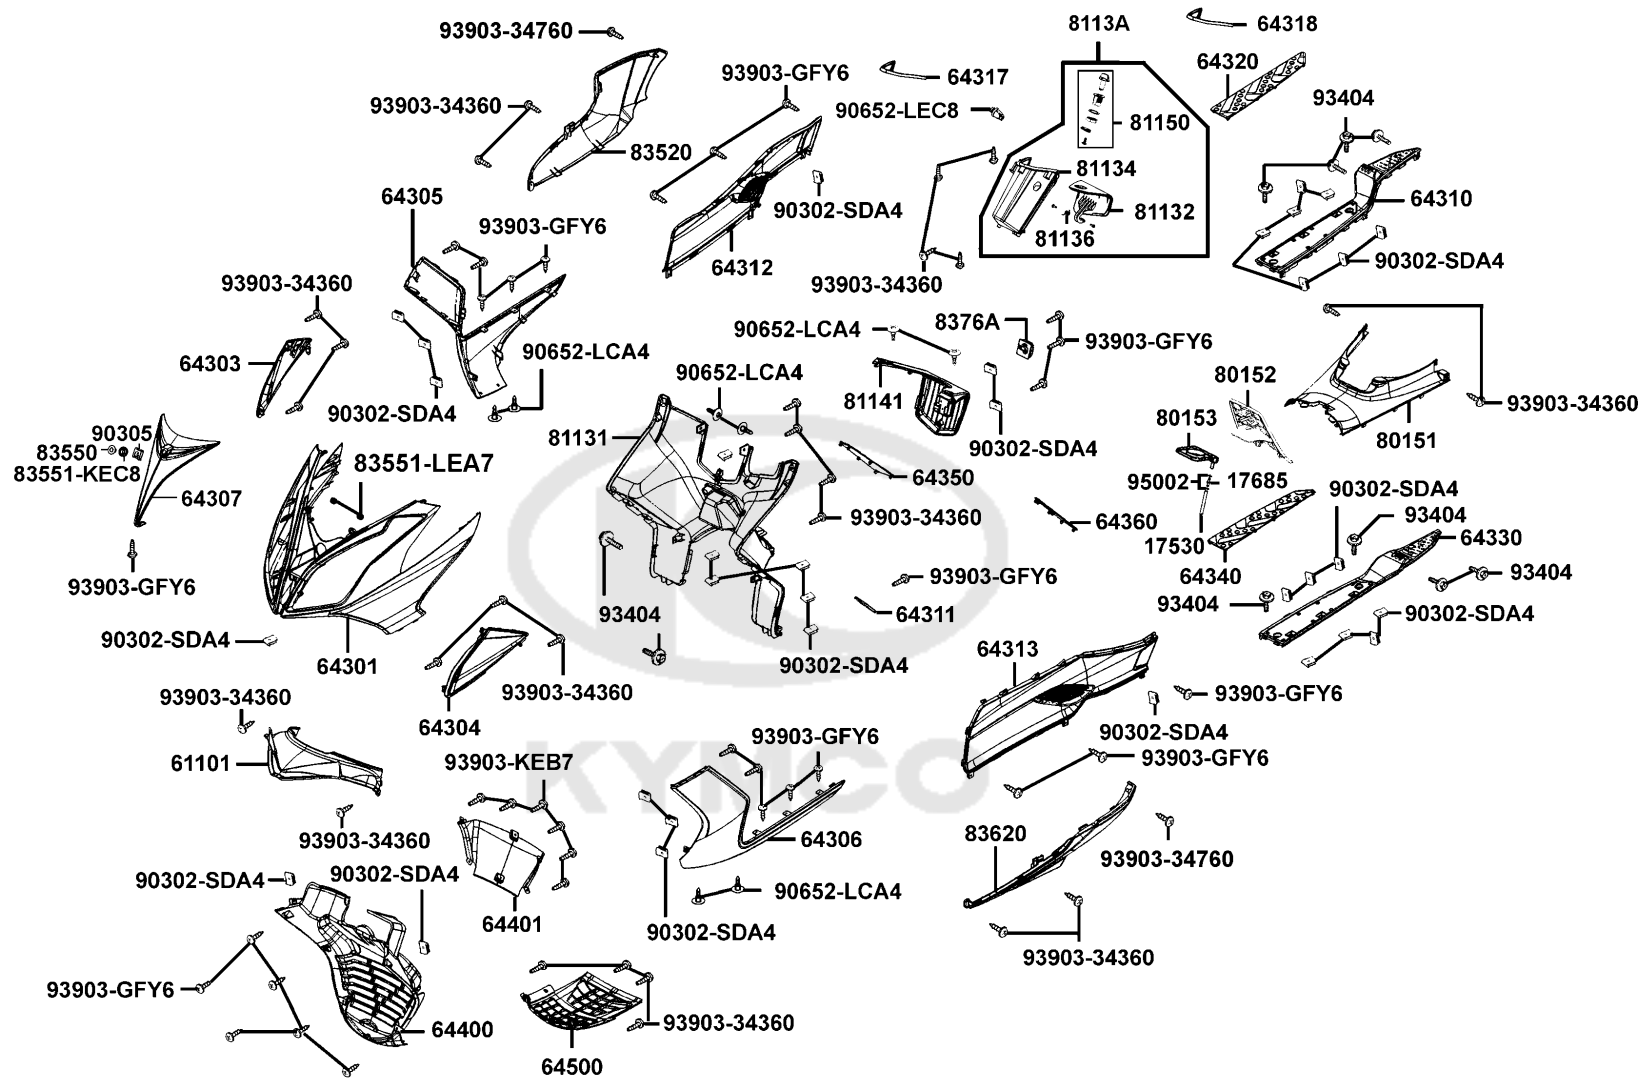 93903-34760
8113A
64318
64320
93903-GFY6
64317
93404
93903-34360
90652-LEC8
81150
83520
81134
64305
90302-SDA4
81132
64310
93903-GFY6
81136
64312
90302-SDA4
93903-34360
93903-34360
90652-LCA4
8376A
93903-GFY6
64303
90652-LCA4
90652-LCA4
80152
81141
93903-34360
90302-SDA4
80153
80151
90305
81131
90302-SDA4
83550
83551-LEA7
83551-KEC8
64350
95002
17685
90302-SDA4
64307
93903-34360
64360
93404
17530
64330
93903-GFY6
93903-GFY6
64340
93404
93404
93404
64311
90302-SDA4
90302-SDA4
64301
64313
90302-SDA4
93903-34360
93903-34360
93903-GFY6
64304
90302-SDA4
93903-GFY6
61101
93903-KEB7
93903-GFY6
KYMCO
93903-34360
64306
83620
93903-34760
90302-SDA4
90302-SDA4
90652-LCA4
64401
90302-SDA4
93903-34360
93903-GFY6
64400
93903-34360
64500